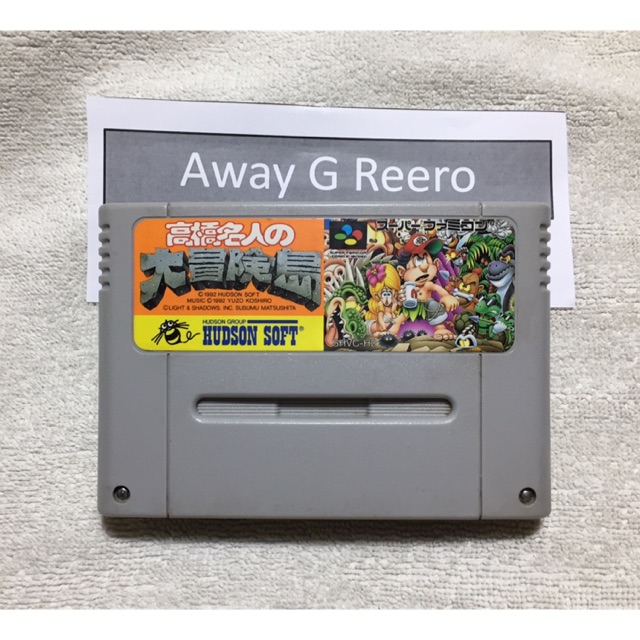 Away G Reero
高橋名人の
大冒険島
© 1992 HUDSON SOFT
MUSIC © 1992 YUZO KOSHIRO
© LIGHT & SHADOWS, INC. SUSUMU MATSUSHITA
HUDSON GROUP
HUDSON SOFT®
スーパーファミコン